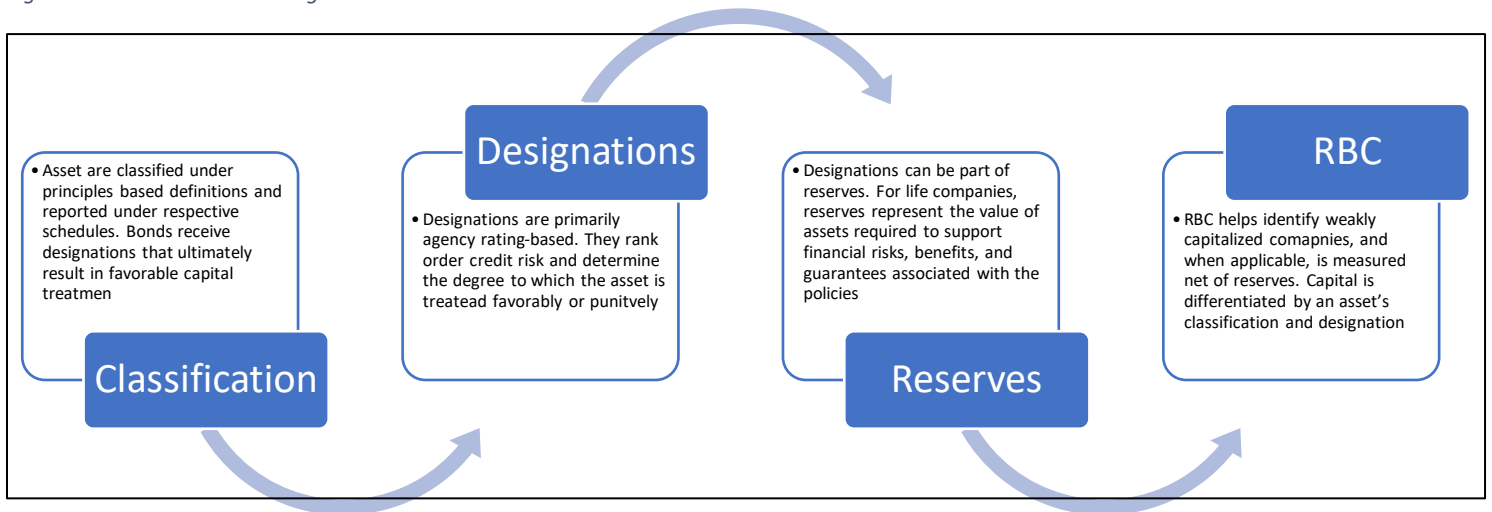 • Asset are classified under
principles based definitions and
reported under respective
schedules. Bonds receive
designations that ultimately
result in favorable capital
treatmen
Classification
Designations
• Designations are primarily
agency rating-based. They rank
order credit risk and determine
the degree to which the asset is
treatead favorably or punitvely
• Designations can be part of
reserves. For life companies,
reserves represent the value of
assets required to support
financial risks, benefits, and
guarantees associated with the
policies
Reserves
RBC
• RBC helps identify weakly
capitalized comapnies, and
when applicable, is measured
net of reserves. Capital is
differentiated by an asset's
classification and designation